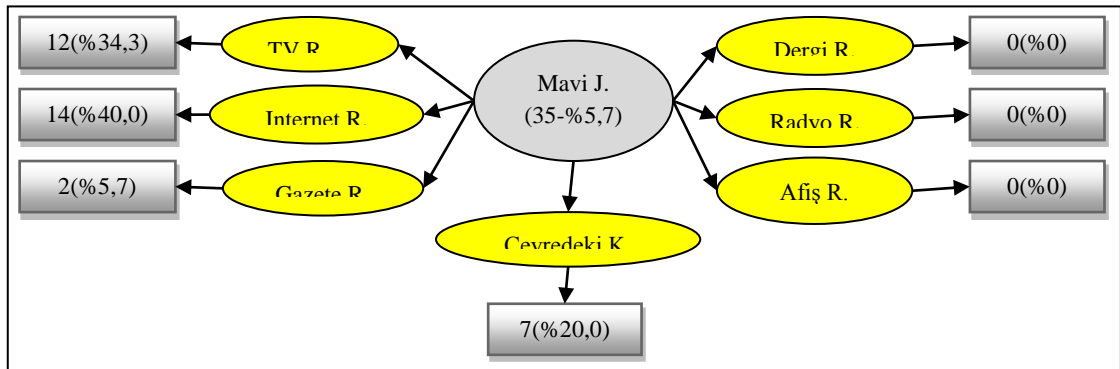 12(%34,3)
TV R.
Mavi J.
(35-%5,7)
Dergi R.
0(%0)
14(%40,0)
Internet R.
Radyo R.
0(%0)
2(%5,7)
Gazete R.
Afiş R.
0(%0)
Çevredeki K.
7(%20,0)